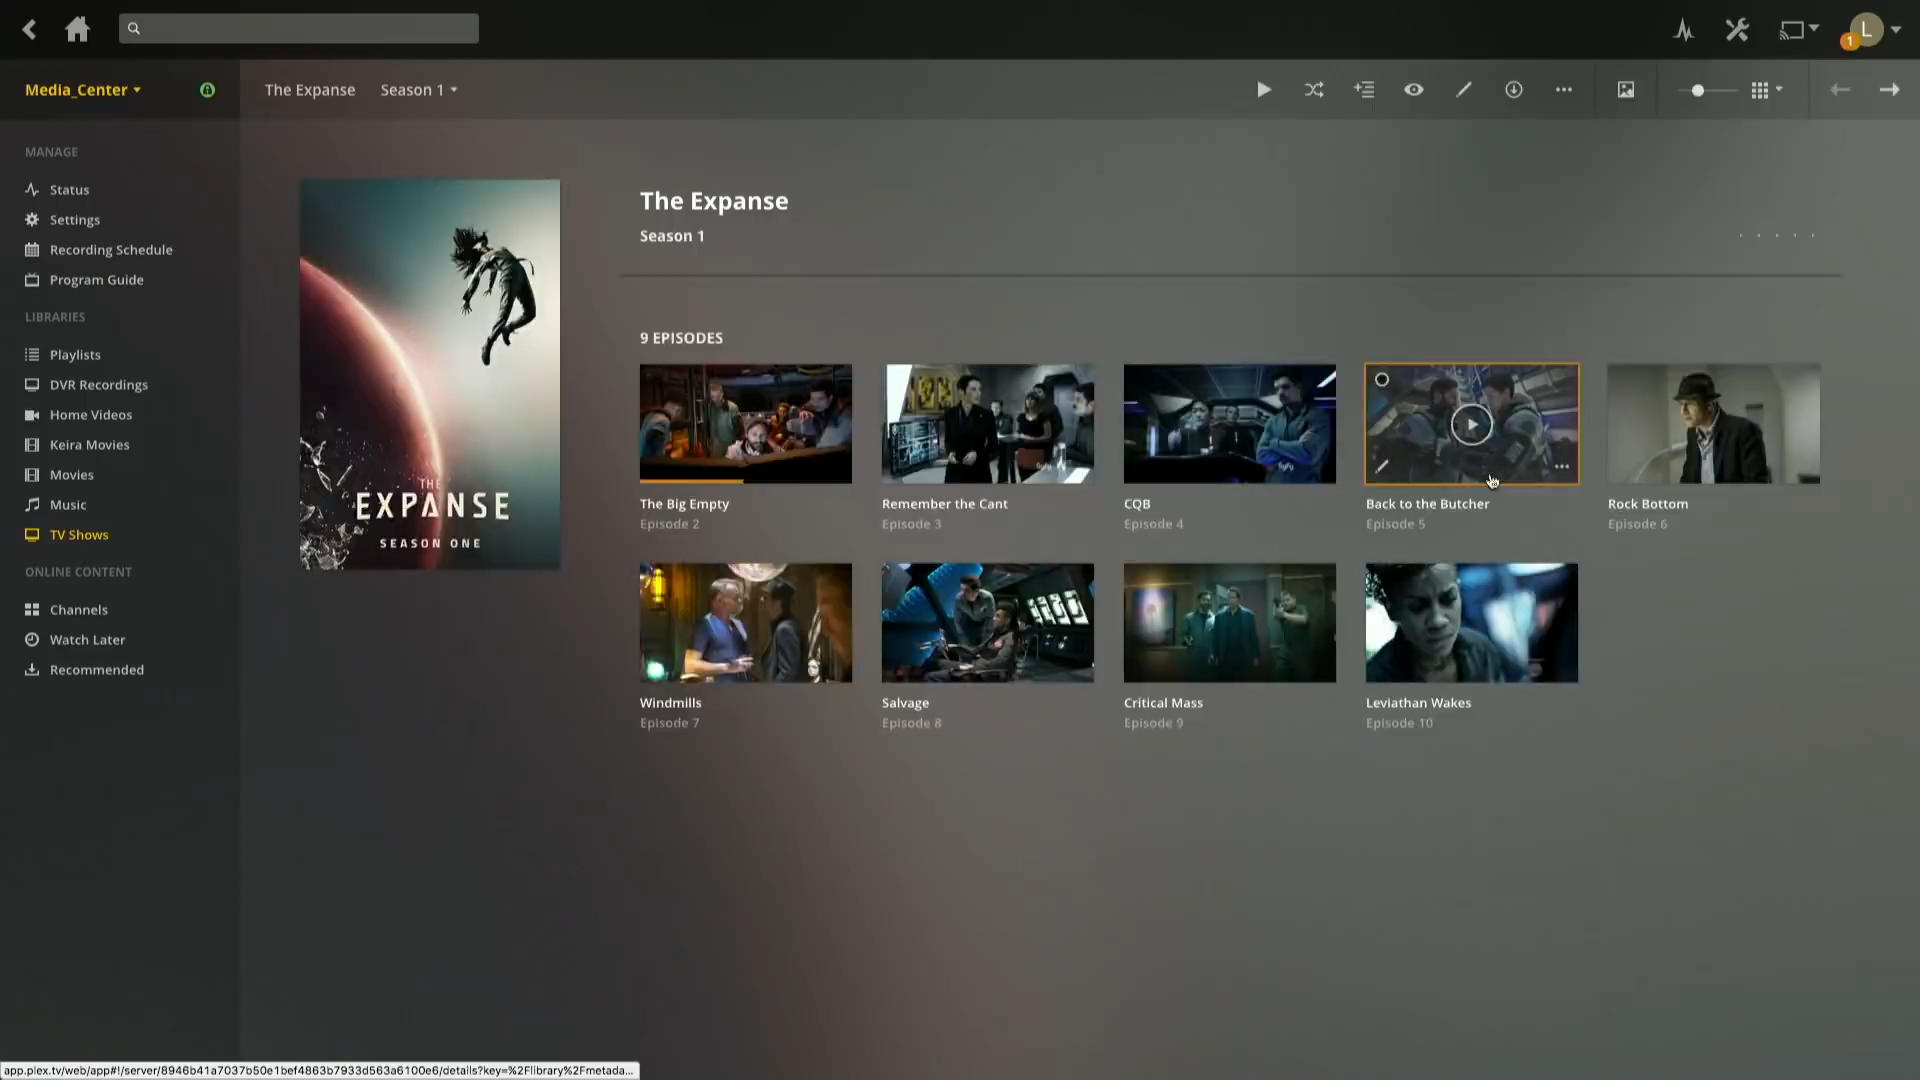 L
1
Media_Center
The Expanse
Season 1
MANAGE
Status
Settings
Recording Schedule
Program Guide
LIBRARIES
Playlists
DVR Recordings
Home Videos
Keira Movies
Movies
Music
TV Shows
ONLINE CONTENT
Channels
Watch Later
Recommended
THE
EXPANSE
SEASON ONE
The Expanse
Season 1
9 EPISODES
The Big Empty
Episode 2
Remember the Cant
Episode 3
CQB
Episode 4
Back to the Butcher
Episode 5
Rock Bottom
Episode 6
Windmills
Episode 7
Salvage
Episode 8
Critical Mass
Episode 9
Leviathan Wakes
Episode 10
app.plex.tv/web/app#!/server/8946b41a7037b50e1bef4863b7933d563a6100e6/details?key=%2Flibrary%2Fmetada...